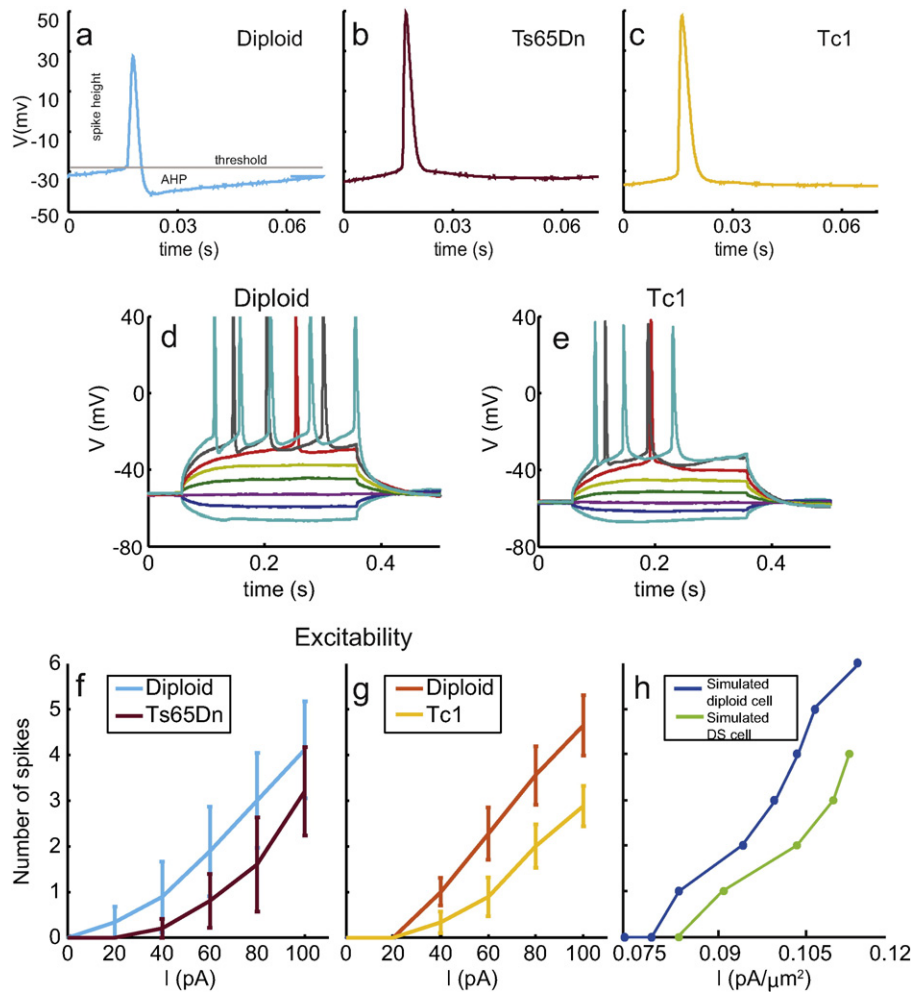 a Diploid
b Ts65Dn
c Tc1
50
30
10
-10
-30
-50
V(mv)
spike height
threshold
AHP
0 0.03 0.06
time (s)
0 0.03 0.06
time (s)
0 0.03 0.06
time (s)
Diploid
d
40
0
-40
-80
V (mV)
0 0.2 0.4
time (s)
Tc1
e
40
0
-40
-80
V (mV)
0 0.2 0.4
time (s)
Excitability
f
Diploid
Ts65Dn
6
5
4
3
2
1
0
Number of spikes
0 20 40 60 80 100
I (pA)
g
Diploid
Tc1
0 20 40 60 80 100
I (pA)
h
Simulated
diploid cell
Simulated
DS cell
0.075 0.09 0.105 0.12
I (pA/μm²)